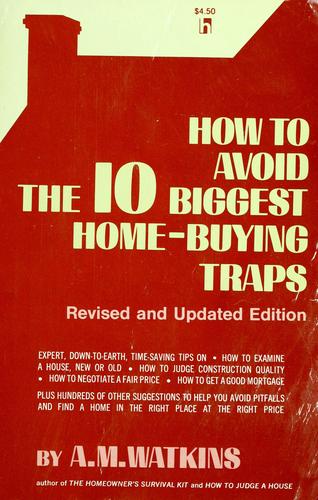 $4.50
h
HOW TO
AVOID
THE 10 BIGGEST
HOME-BUYING
TRAPS
Revised and Updated Edition
EXPERT, DOWN-TO-EARTH, TIME-SAVING TIPS ON • HOW TO EXAMINE
A HOUSE, NEW OR OLD • HOW TO JUDGE CONSTRUCTION QUALITY
• HOW TO NEGOTIATE A FAIR PRICE • HOW TO GET A GOOD MORTGAGE
PLUS HUNDREDS OF OTHER SUGGESTIONS TO HELP YOU AVOID PITFALLS
AND FIND A HOME IN THE RIGHT PLACE AT THE RIGHT PRICE
BY A.M.WATKINS
author of THE HOMEOWNER'S SURVIVAL KIT and HOW TO JUDGE A HOUSE